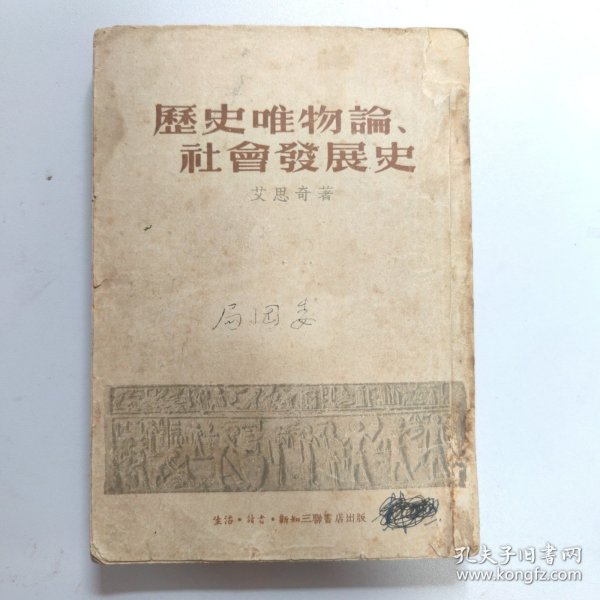 歷史唯物論、
社會發展史
艾思奇著
生活·讀書·新知三聯書店出版
孔夫子旧书网
www.kongfz.com